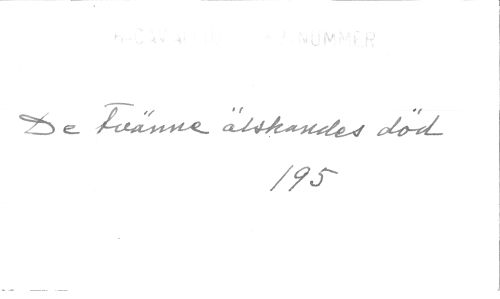 NUMMER
De tvänne älskandes död
195